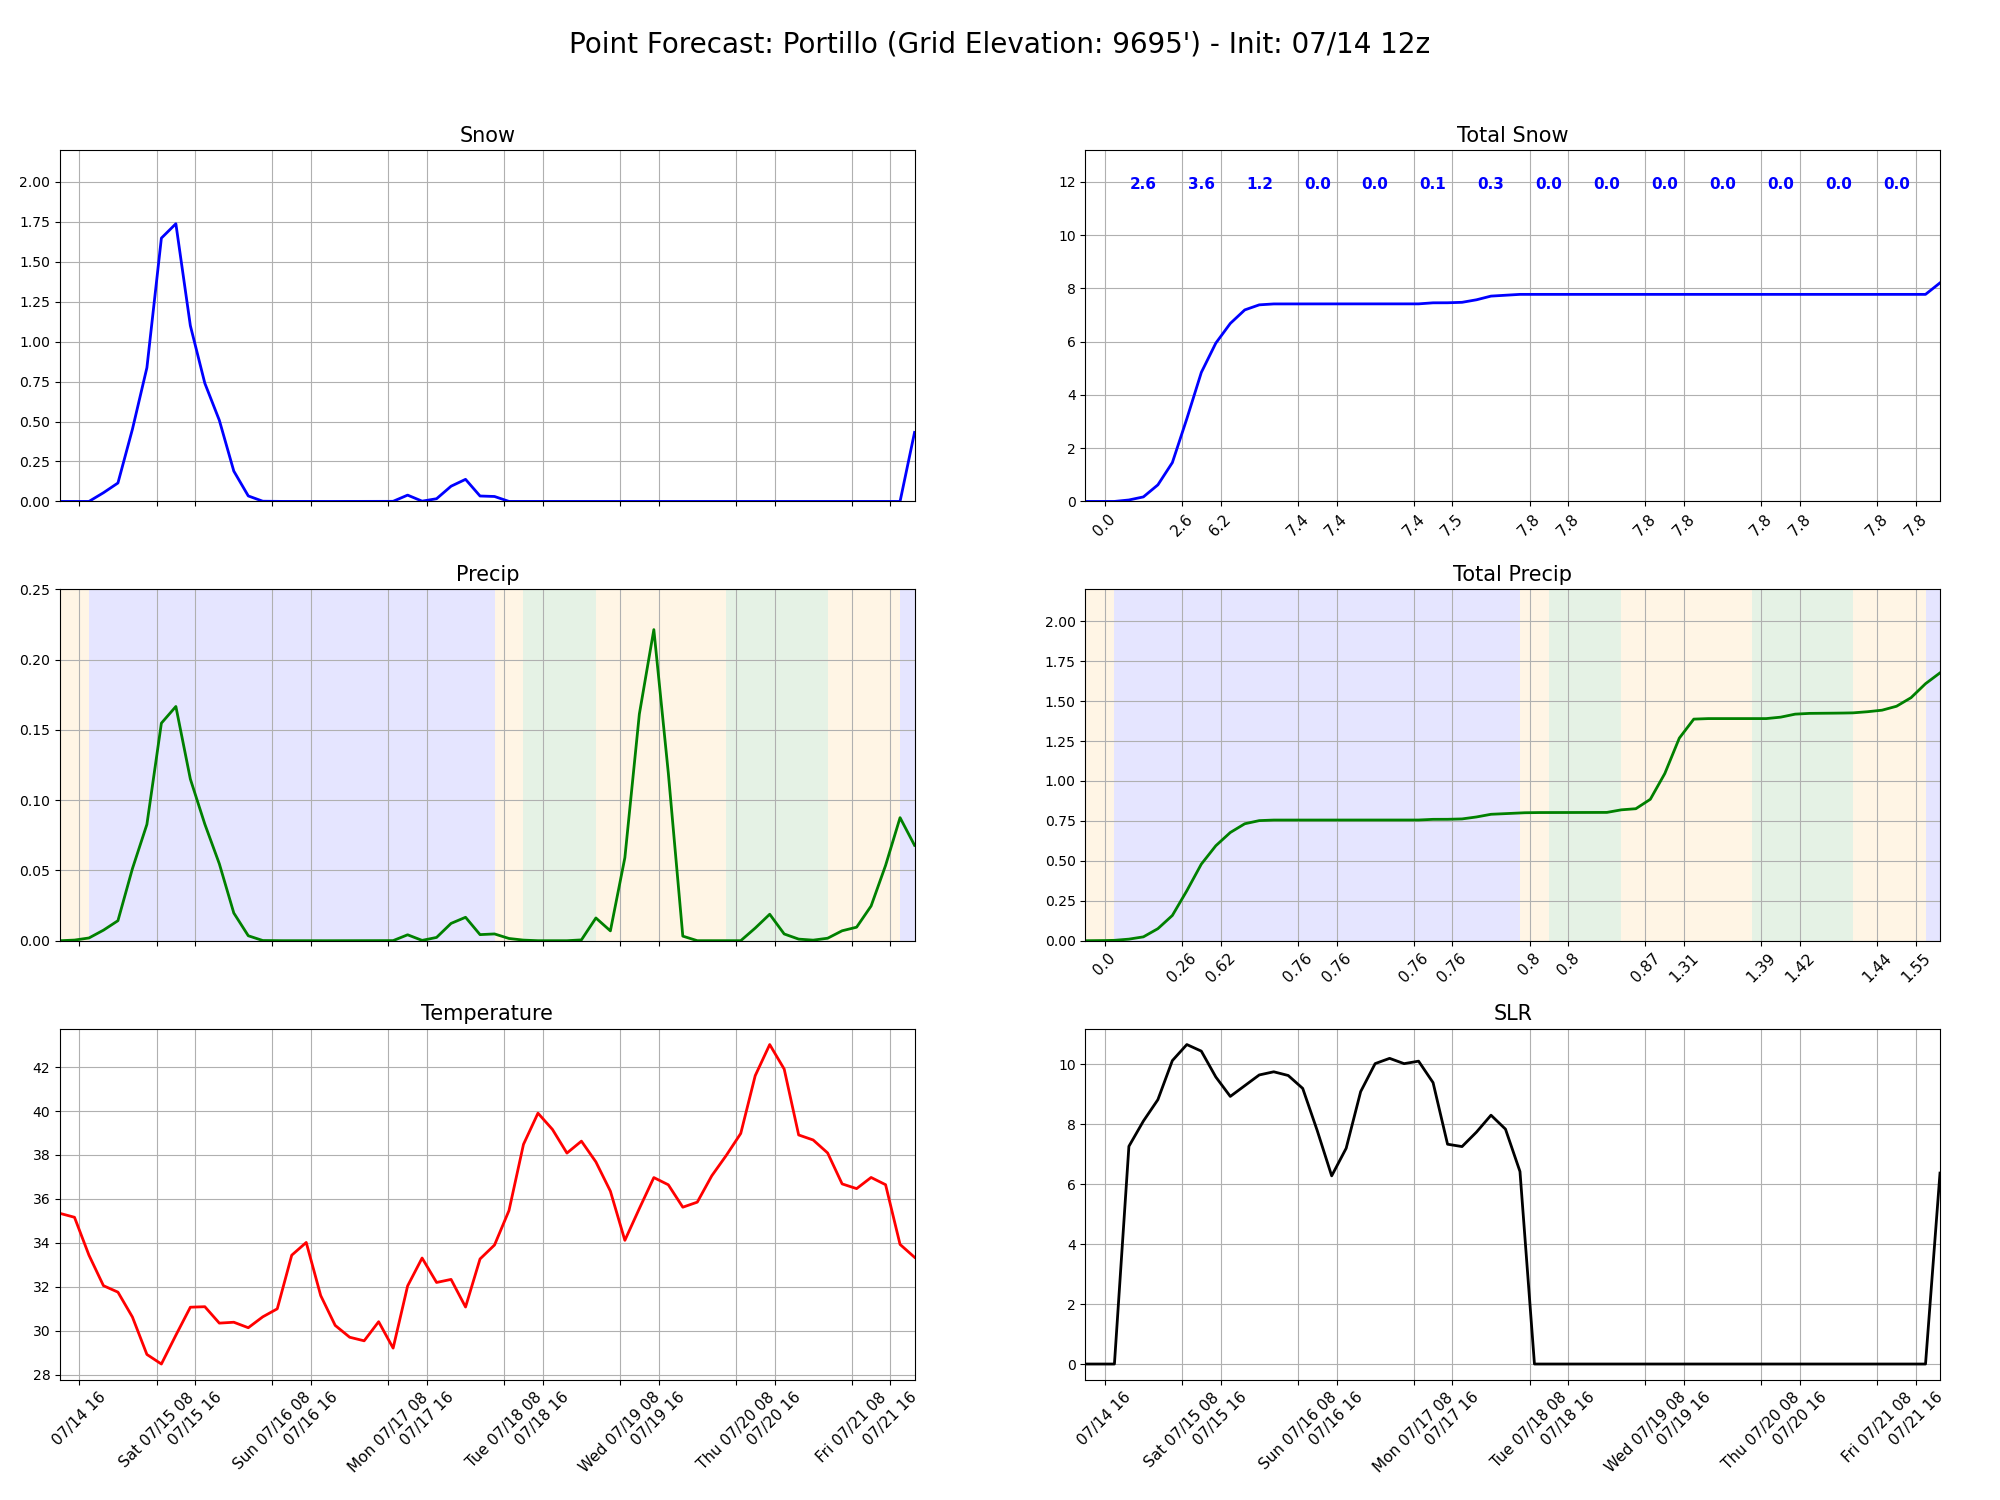 Point Forecast: Portillo (Grid Elevation: 9695') - Init: 07/14 12z
Snow
2.00
1.75
1.50
1.25
1.00
0.75
0.50
0.25
0.00
Total Snow
2.6 3.6 1.2 0.0 0.0 0.1 0.3 0.0 0.0 0.0 0.0 0.0 0.0 0.0
12
10
8
6
4
2
0
0.0 2.6 6.2 7.4 7.4 7.4 7.5 7.8 7.8 7.8 7.8 7.8 7.8 7.8 7.8
Precip
0.25
0.20
0.15
0.10
0.05
0.00
Total Precip
2.00
1.75
1.50
1.25
1.00
0.75
0.50
0.25
0.00
0.0 0.26 0.62 0.76 0.76 0.76 0.76 0.8 0.8 0.87 1.31 1.39 1.42 1.44 1.55
Temperature
42
40
38
36
34
32
30
28
07/14 16
Sat 07/15 08
07/15 16
Sun 07/16 08
07/16 16
Mon 07/17 08
07/17 16
Tue 07/18 08
07/18 16
Wed 07/19 08
07/19 16
Thu 07/20 08
07/20 16
Fri 07/21 08
07/21 16
SLR
10
8
6
4
2
0
07/14 16
Sat 07/15 08
07/15 16
Sun 07/16 08
07/16 16
Mon 07/17 08
07/17 16
Tue 07/18 08
07/18 16
Wed 07/19 08
07/19 16
Thu 07/20 08
07/20 16
Fri 07/21 08
07/21 16